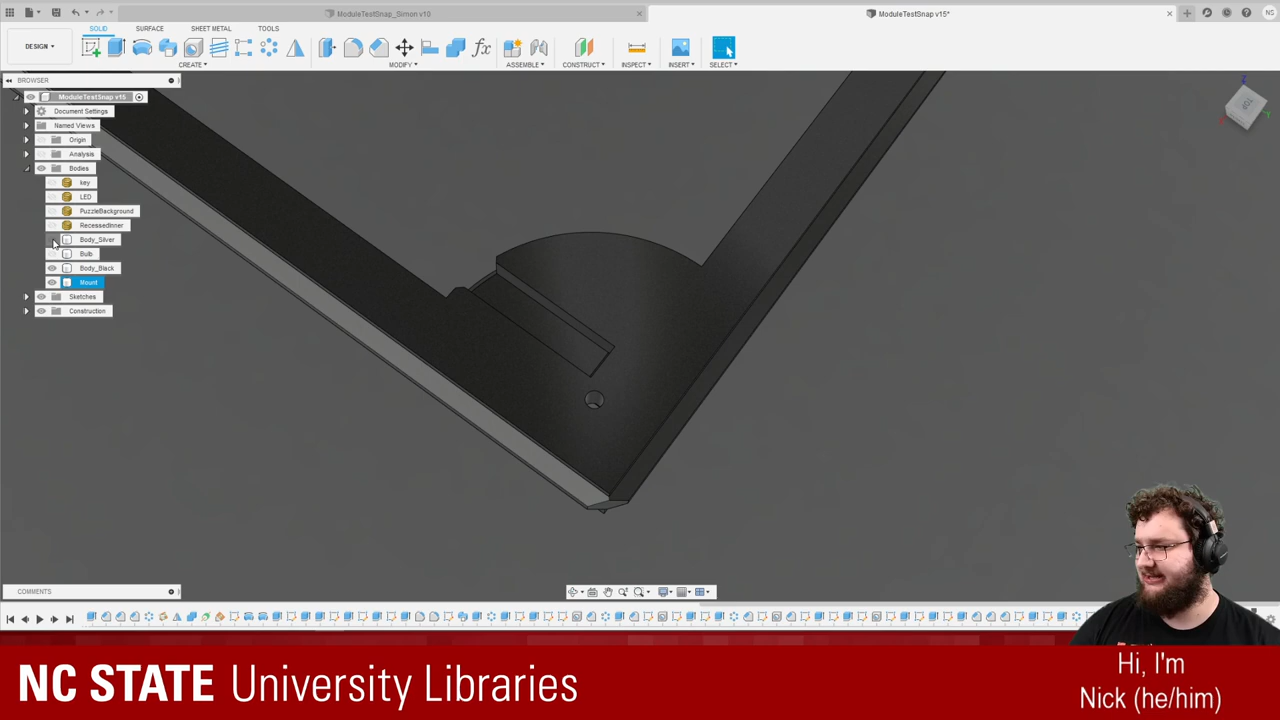 ModuleTestSnap_Simon v10
ModuleTestSnap v15*
NS
DESIGN
SOLID
SURFACE
SHEET METAL
TOOLS
CREATE
MODIFY
ASSEMBLE
CONSTRUCT
INSPECT
INSERT
SELECT
BROWSER
ModuleTestSnap v15
Document Settings
Named Views
Origin
Analysis
Bodies
key
LED
PuzzleBackground
RecessedInner
Body_Silver
Bulb
Body_Black
Mount
Sketches
Construction
TOP
Z
Y
COMMENTS
NC STATE University Libraries
Hi, I'm
Nick (he/him)